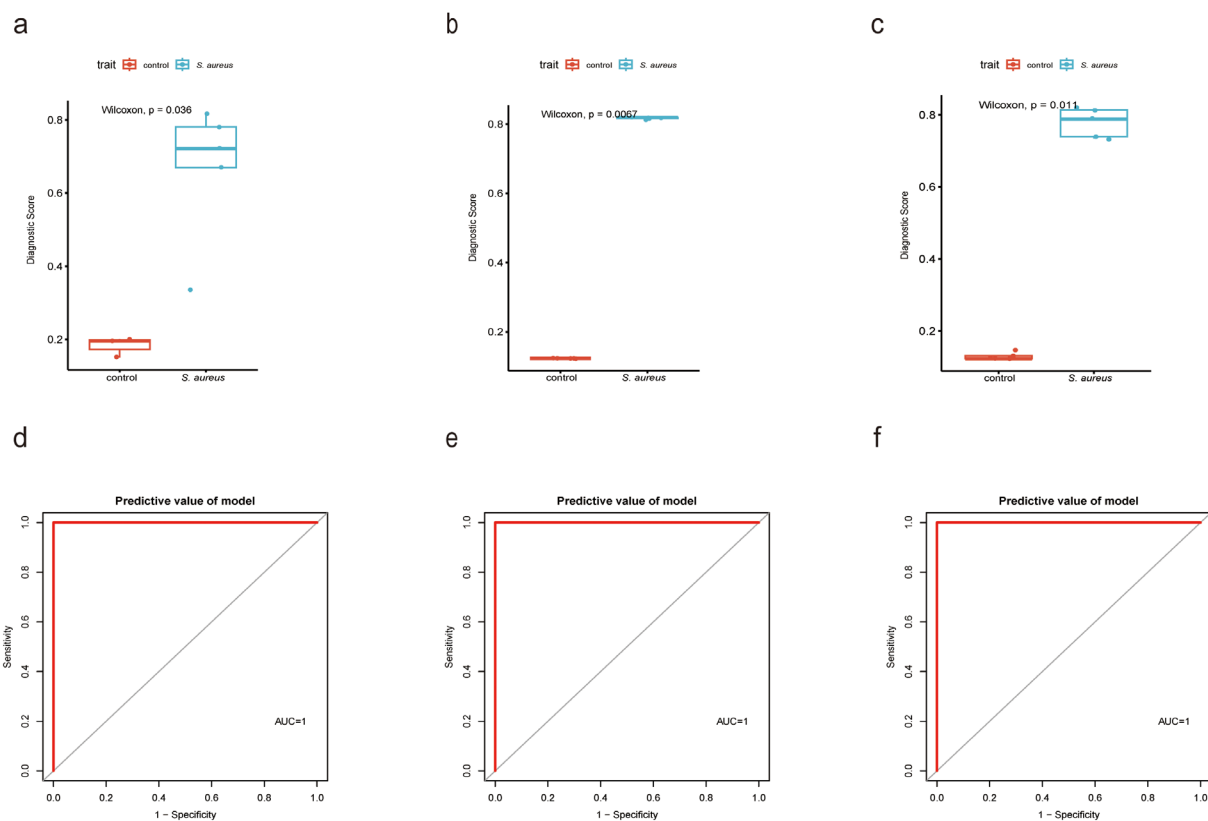 a
trait control S. aureus
Wilcoxon, p = 0.036
0.8
0.6
0.4
0.2
Diagnostic Score
control S. aureus
b
trait control S. aureus
Wilcoxon, p = 0.0067
0.8
0.6
0.4
0.2
Diagnostic Score
control S. aureus
c
trait control S. aureus
Wilcoxon, p = 0.011
0.8
0.6
0.4
0.2
Diagnostic Score
control S. aureus
d
Predictive value of model
1.0
0.8
0.6
0.4
0.2
0.0
Sensitivity
AUC=1
0.0 0.2 0.4 0.6 0.8 1.0
1 − Specificity
e
Predictive value of model
1.0
0.8
0.6
0.4
0.2
0.0
Sensitivity
AUC=1
0.0 0.2 0.4 0.6 0.8 1.0
1 − Specificity
f
Predictive value of model
1.0
0.8
0.6
0.4
0.2
0.0
Sensitivity
AUC=1
0.0 0.2 0.4 0.6 0.8 1.0
1 − Specificity